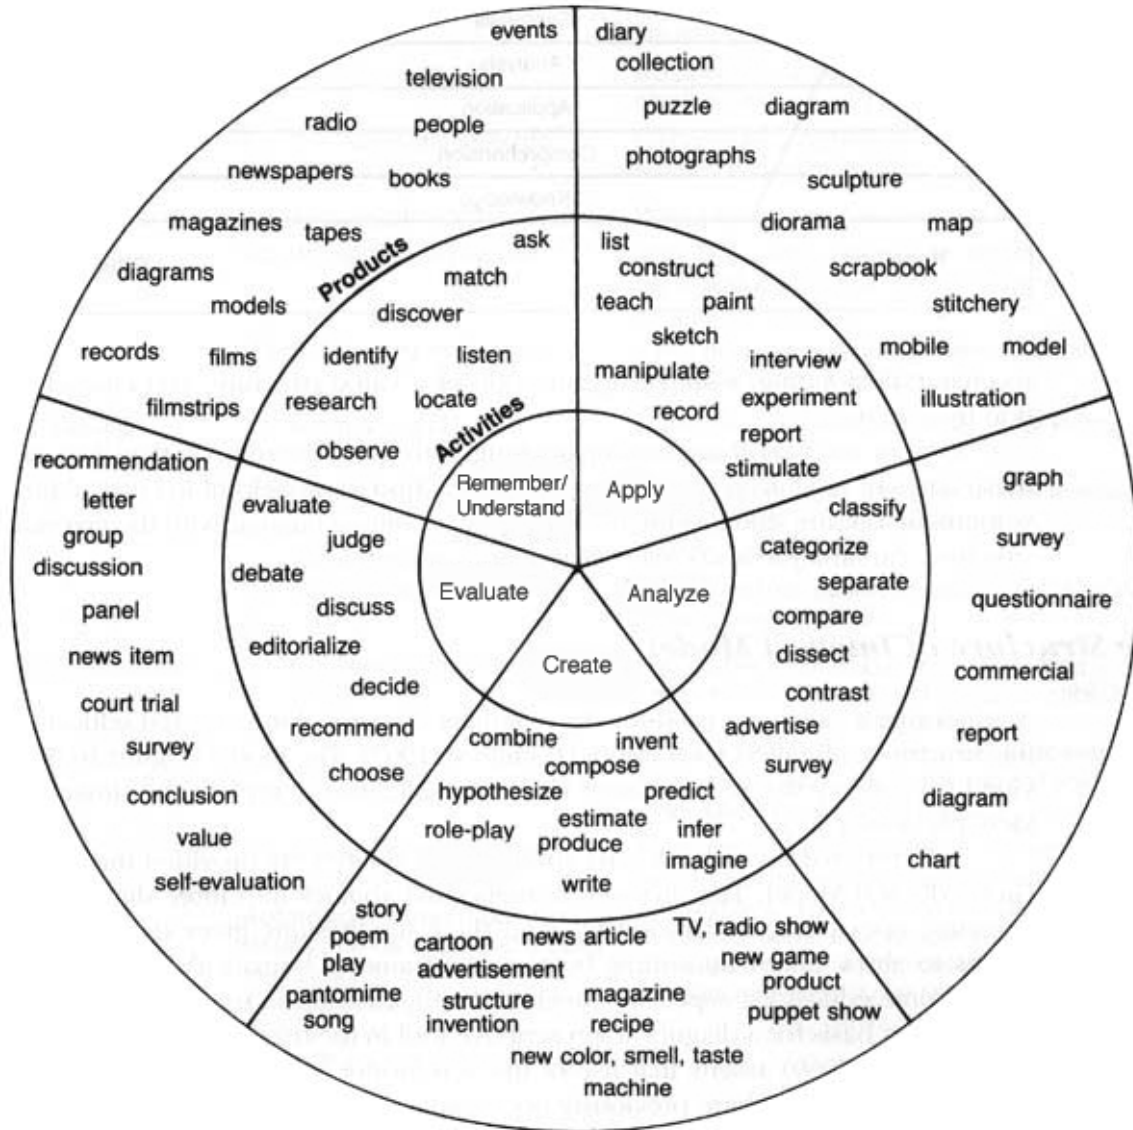 events
television
radio
people
newspapers
books
magazines
tapes
diagrams
models
records
films
filmstrips
Products
ask
match
discover
identify
listen
research
locate
observe
Activities
Remember/
Understand
diary
collection
puzzle
diagram
photographs
sculpture
diorama
map
scrapbook
stitchery
mobile
model
illustration
list
construct
teach
paint
sketch
interview
manipulate
experiment
record
report
stimulate
Apply
graph
survey
questionnaire
commercial
report
diagram
chart
classify
categorize
separate
compare
dissect
contrast
advertise
survey
Analyze
Create
combine
invent
compose
hypothesize
predict
estimate
role-play
infer
produce
imagine
write
story
poem
play
pantomime
song
cartoon
news article
advertisement
structure
magazine
invention
recipe
new color, smell, taste
machine
TV, radio show
new game
product
puppet show
Evaluate
evaluate
judge
debate
discuss
editorialize
decide
recommend
choose
recommendation
letter
group
discussion
panel
news item
court trial
survey
conclusion
value
self-evaluation